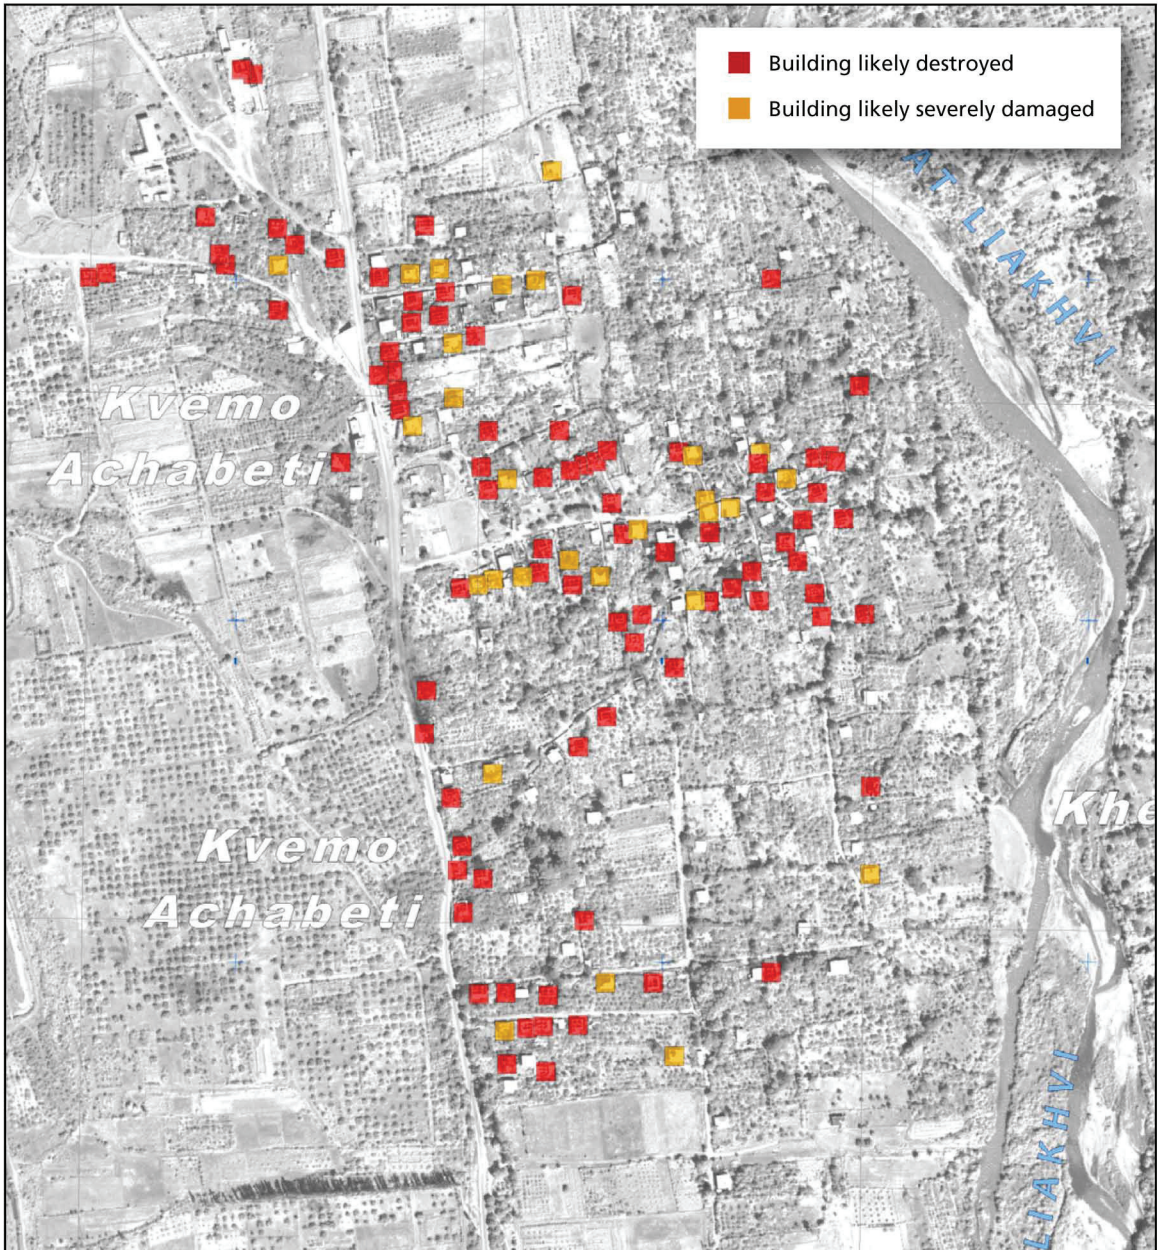 Building likely destroyed
Building likely severely damaged
AT LIAKHVI
Kvemo
Achabeti
Khe
Kvemo
Achabeti
LIAKHVI